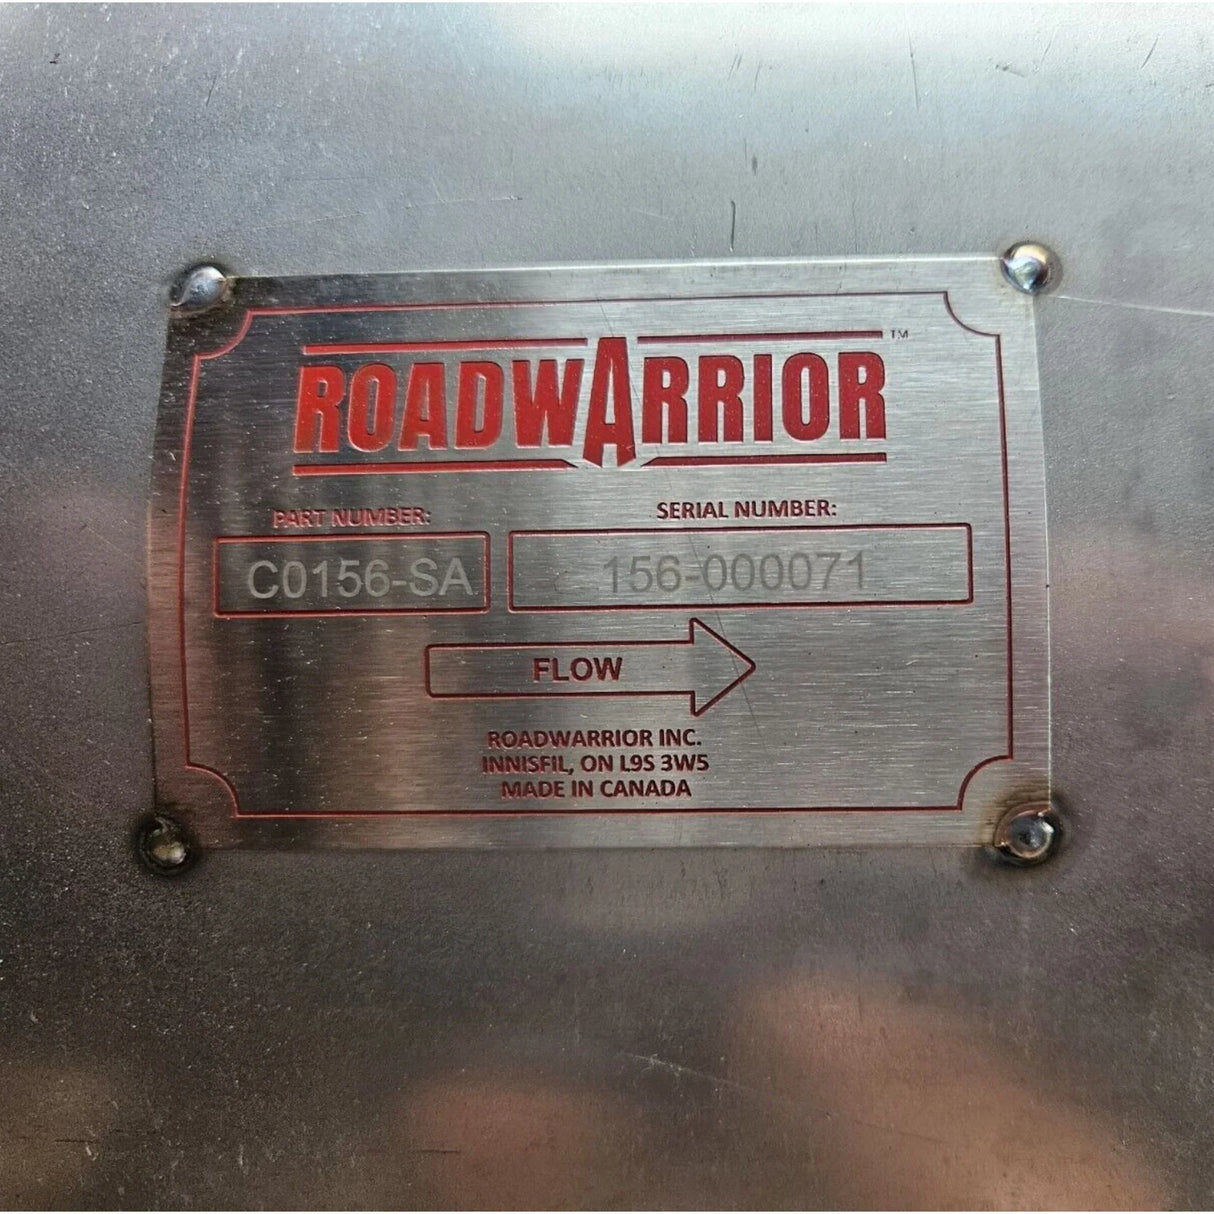 ROADWARRIOR™
PART NUMBER: SERIAL NUMBER:
C0156-SA 156-000071
FLOW
ROADWARRIOR INC.
INNISFIL, ON L9S 3W5
MADE IN CANADA